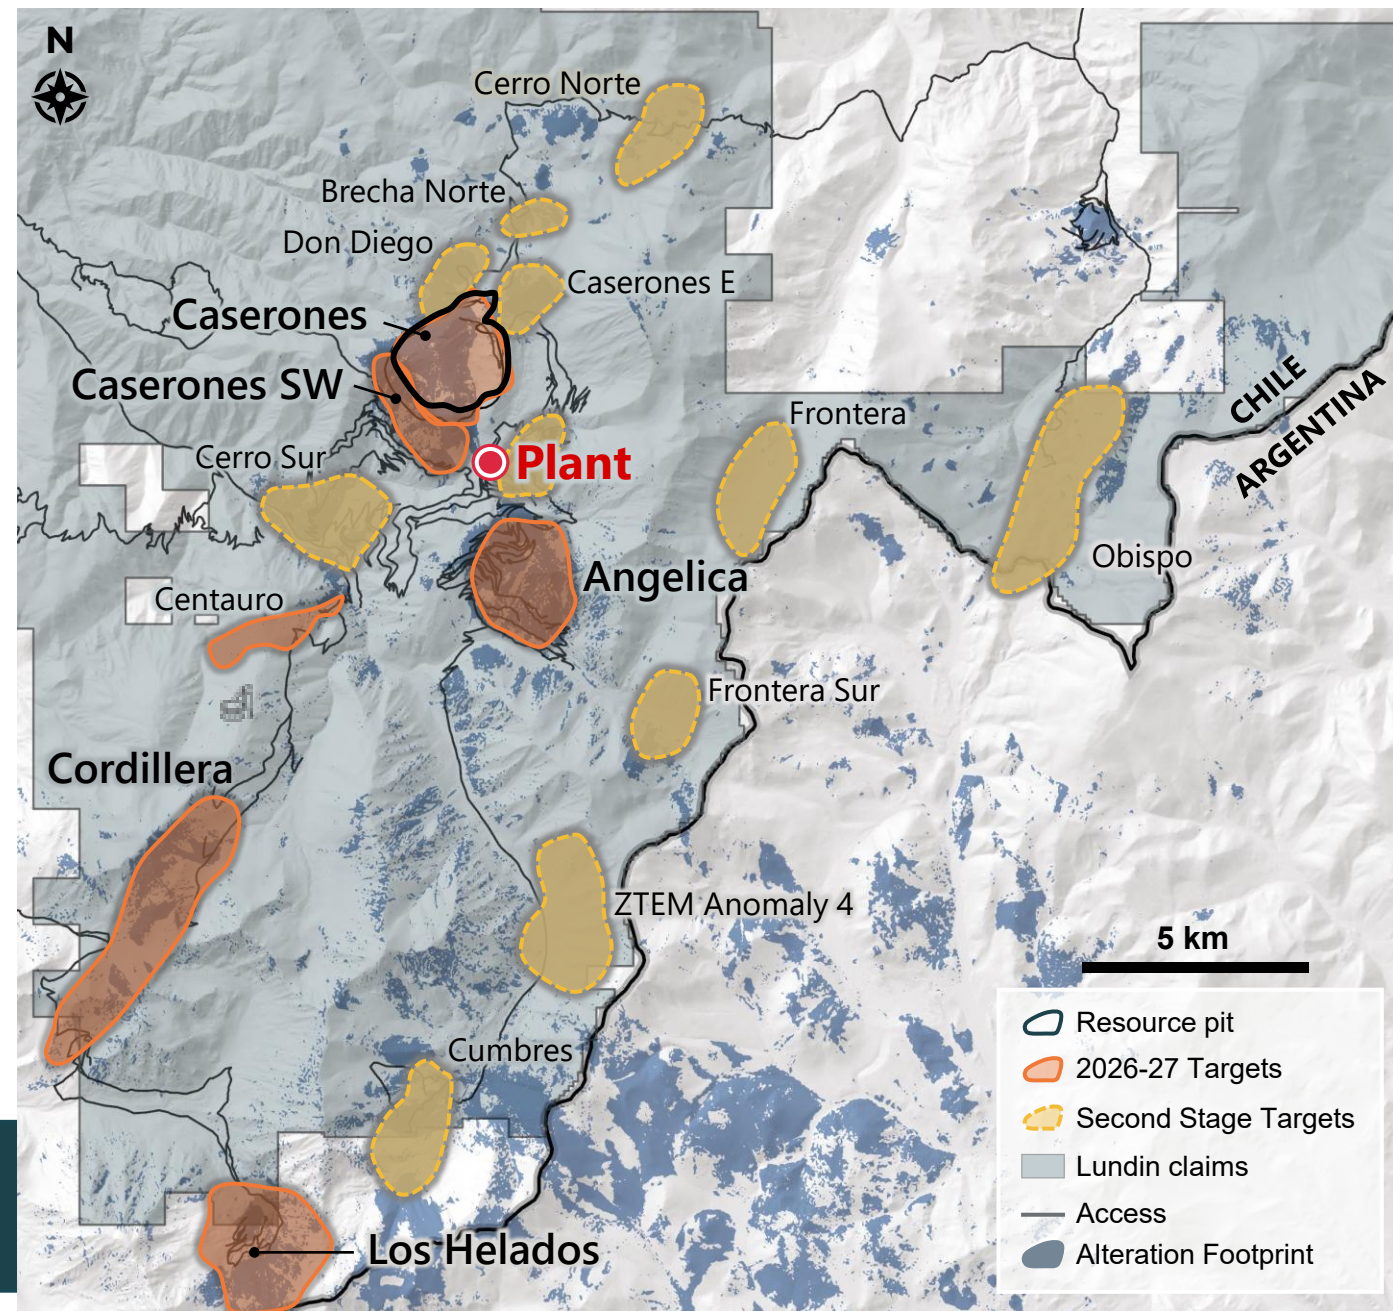 N
Cerro Norte
Brecha Norte
Don Diego
Caserones E
Caserones
Caserones SW
CHILE
ARGENTINA
Frontera
Cerro Sur
Plant
Obispo
Angelica
Centauro
Frontera Sur
Cordillera
ZTEM Anomaly 4
5 km
Resource pit
2026-27 Targets
Second Stage Targets
Lundin claims
Access
Alteration Footprint
Cumbres
Los Helados